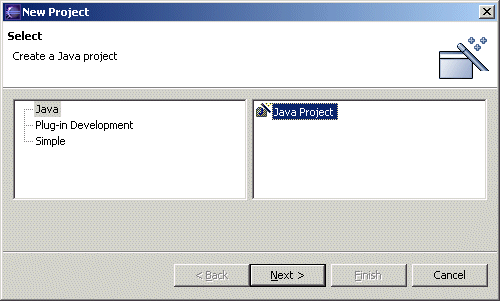 New Project
Select
Create a Java project
Java
Plug-in Development
Simple
Java Project
< Back
Next >
Finish
Cancel